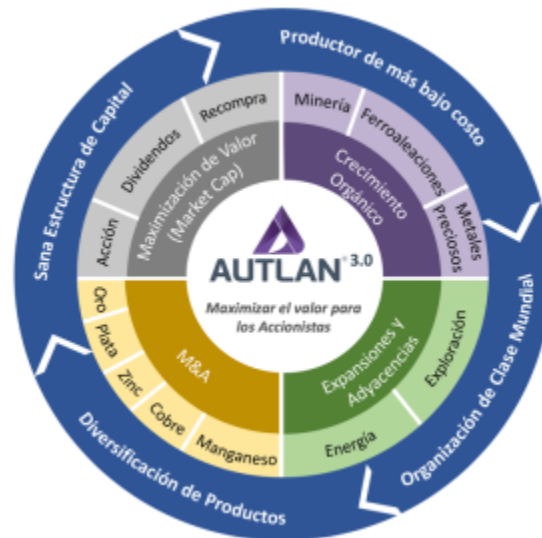 Productor de más bajo costo
Organización de Clase Mundial
Diversificación de Productos
Sana Estructura de Capital
Minería
Ferroaleaciones
Metales
Preciosos
Crecimiento
Orgánico
Exploración
Energía
Expansiones y
Adyacencias
Manganeso
Cobre
Zinc
Plata
Oro
M&A
Acción
Dividendos
Recompra
Maximización de Valor
(Market Cap)
AUTLAN 3.0
Maximizar el valor para
los Accionistas